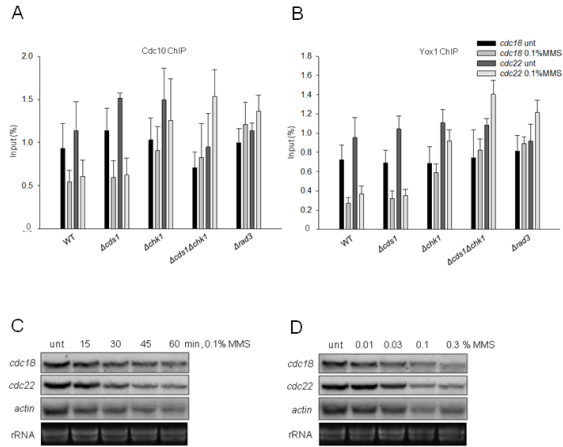 A
Cdc10 ChIP
2.0
1.5
1.0
0.5
0
Input (%)
WT
Δcds1
Δchk1
Δcds1Δchk1
Δrad3
B
Yox1 ChIP
cdc18 unt
cdc18 0.1%MMS
cdc22 unt
cdc22 0.1%MMS
1.8
1.6
1.4
1.2
1.0
0.8
0.6
0.4
0.2
0
Input (%)
WT
Δcds1
Δchk1
Δcds1Δchk1
Δrad3
C
unt 15 30 45 60 min, 0.1% MMS
cdc18
cdc22
actin
rRNA
D
unt 0.01 0.03 0.1 0.3 % MMS
cdc18
cdc22
actin
rRNA